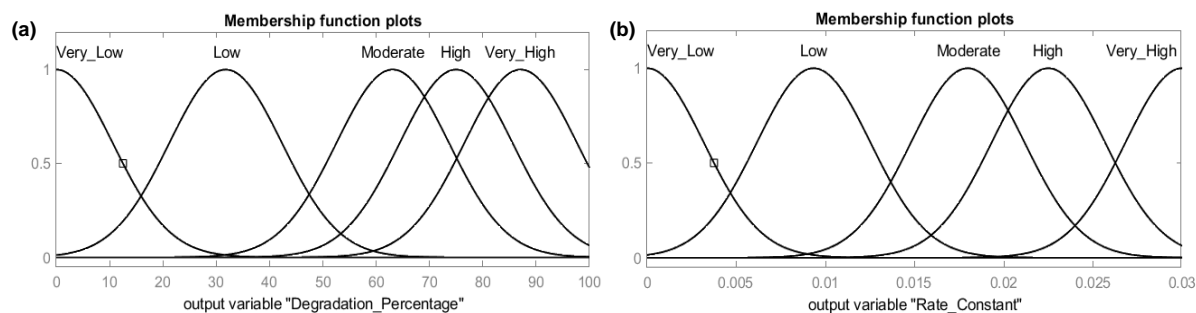 (a)
Membership function plots
Very_Low Low Moderate High Very_High
1
0.5
0
0 10 20 30 40 50 60 70 80 90 100
output variable "Degradation_Percentage"
(b)
Membership function plots
Very_Low Low Moderate High Very_High
1
0.5
0
0 0.005 0.01 0.015 0.02 0.025 0.03
output variable "Rate_Constant"